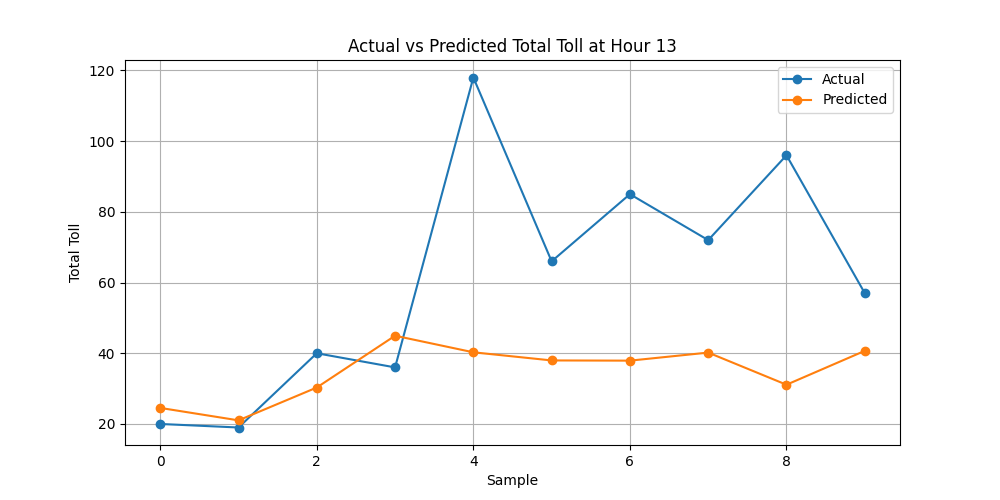 Actual vs Predicted Total Toll at Hour 13
Actual
Predicted
120
100
80
60
40
20
Total Toll
0 2 4 6 8
Sample